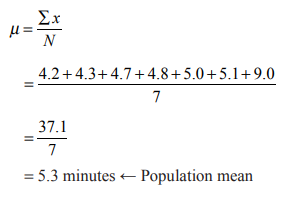 μ = Σx / N
= 4.2+4.3+4.7+4.8+5.0+5.1+9.0 / 7
= 37.1 / 7
= 5.3 minutes ← Population mean